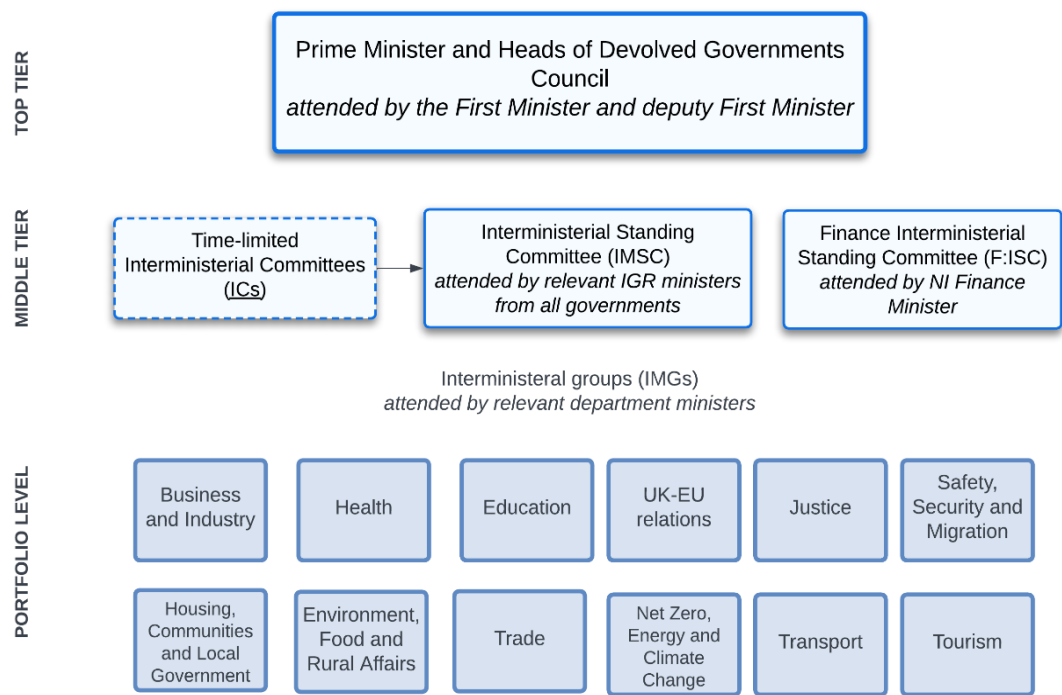 TOP TIER
Prime Minister and Heads of Devolved Governments
Council
attended by the First Minister and deputy First Minister
MIDDLE TIER
Time-limited
Interministerial Committees
(ICs)
Interministerial Standing
Committee (IMSC)
attended by relevant IGR ministers
from all governments
Finance Interministerial
Standing Committee (F:ISC)
attended by NI Finance
Minister
Interministeral groups (IMGs)
attended by relevant department ministers
PORTFOLIO LEVEL
Business
and Industry
Health
Education
UK-EU
relations
Justice
Safety,
Security and
Migration
Housing,
Communities
and Local
Government
Environment,
Food and
Rural Affairs
Trade
Net Zero,
Energy and
Climate
Change
Transport
Tourism